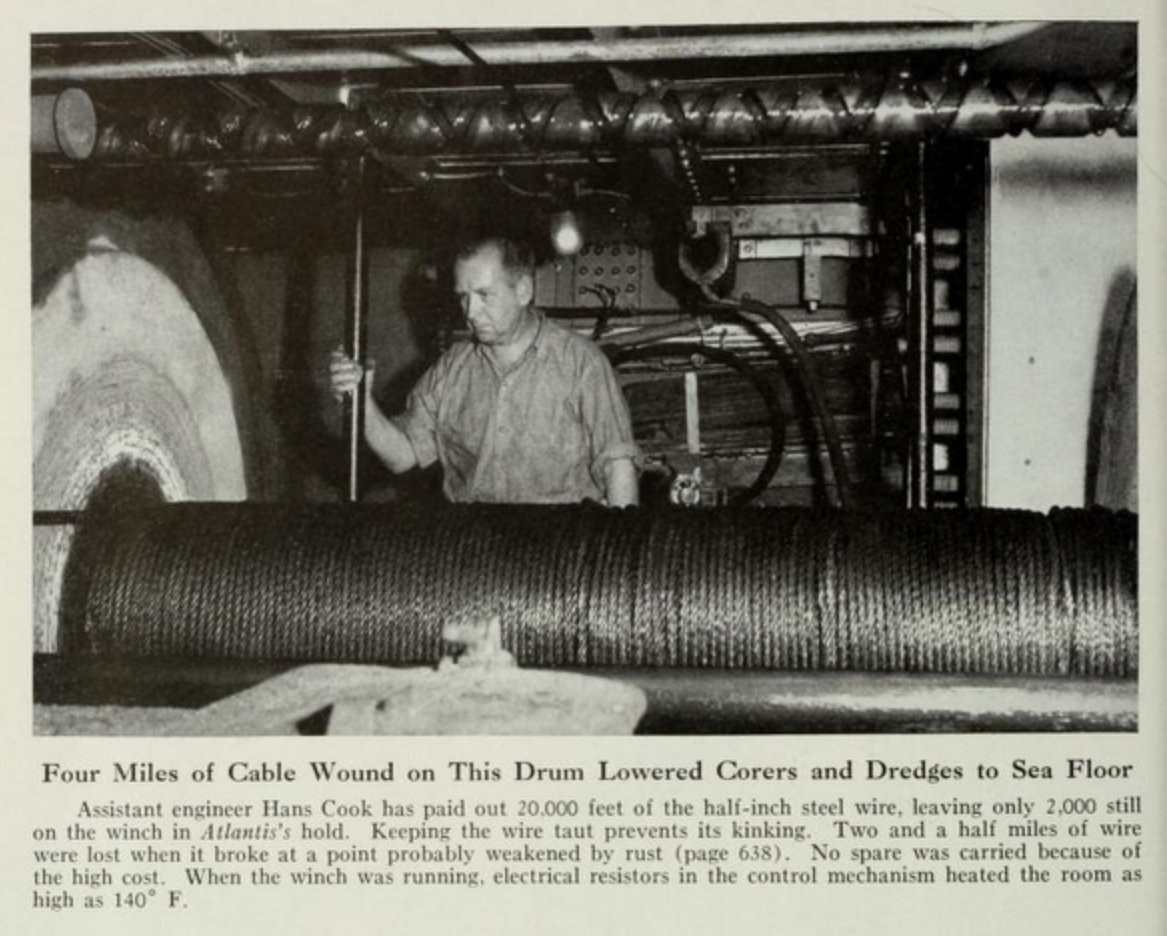 Four Miles of Cable Wound on This Drum Lowered Corers and Dredges to Sea Floor
Assistant engineer Hans Cook has paid out 20,000 feet of the half-inch steel wire, leaving only 2,000 still
on the winch in Atlantis's hold. Keeping the wire taut prevents its kinking. Two and a half miles of wire
were lost when it broke at a point probably weakened by rust (page 638). No spare was carried because of
the high cost. When the winch was running, electrical resistors in the control mechanism heated the room as
high as 140° F.